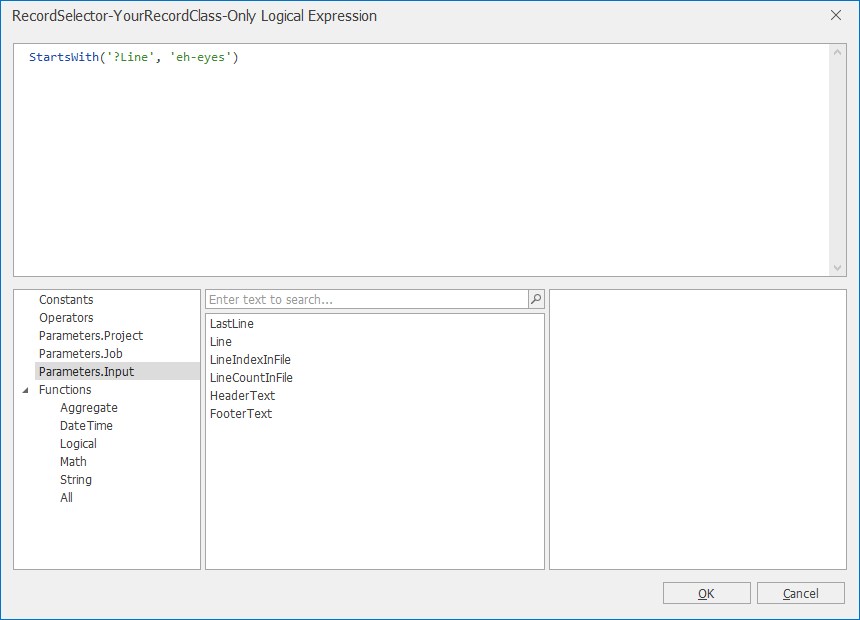 RecordSelector-YourRecordClass-Only Logical Expression
StartsWith('?Line', 'eh-eyes')
Constants
Operators
Parameters.Project
Parameters.Job
Parameters.Input
Functions
Aggregate
DateTime
Logical
Math
String
All
Enter text to search...
LastLine
Line
LineIndexInFile
LineCountInFile
HeaderText
FooterText
OK
Cancel